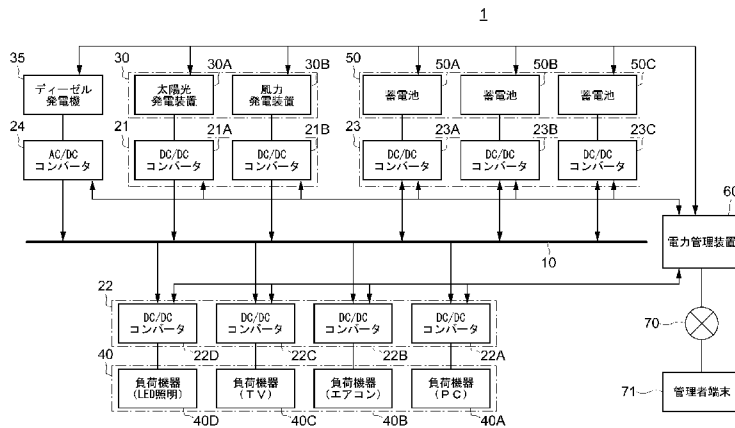 1
35
30
30A
30B
50
50A
50B
50C
ディーゼル
発電機
太陽光
発電装置
風力
発電装置
蓄電池
蓄電池
蓄電池
24
21
21A
21B
23
23A
23B
23C
AC/DC
コンバータ
DC/DC
コンバータ
DC/DC
コンバータ
DC/DC
コンバータ
DC/DC
コンバータ
DC/DC
コンバータ
60
電力管理装置
10
22
DC/DC
コンバータ
DC/DC
コンバータ
DC/DC
コンバータ
DC/DC
コンバータ
22D
22C
22B
22A
70
40
負荷機器
(LED照明)
負荷機器
(TV)
負荷機器
(エアコン)
負荷機器
(PC)
40D
40C
40B
40A
71
管理者端末